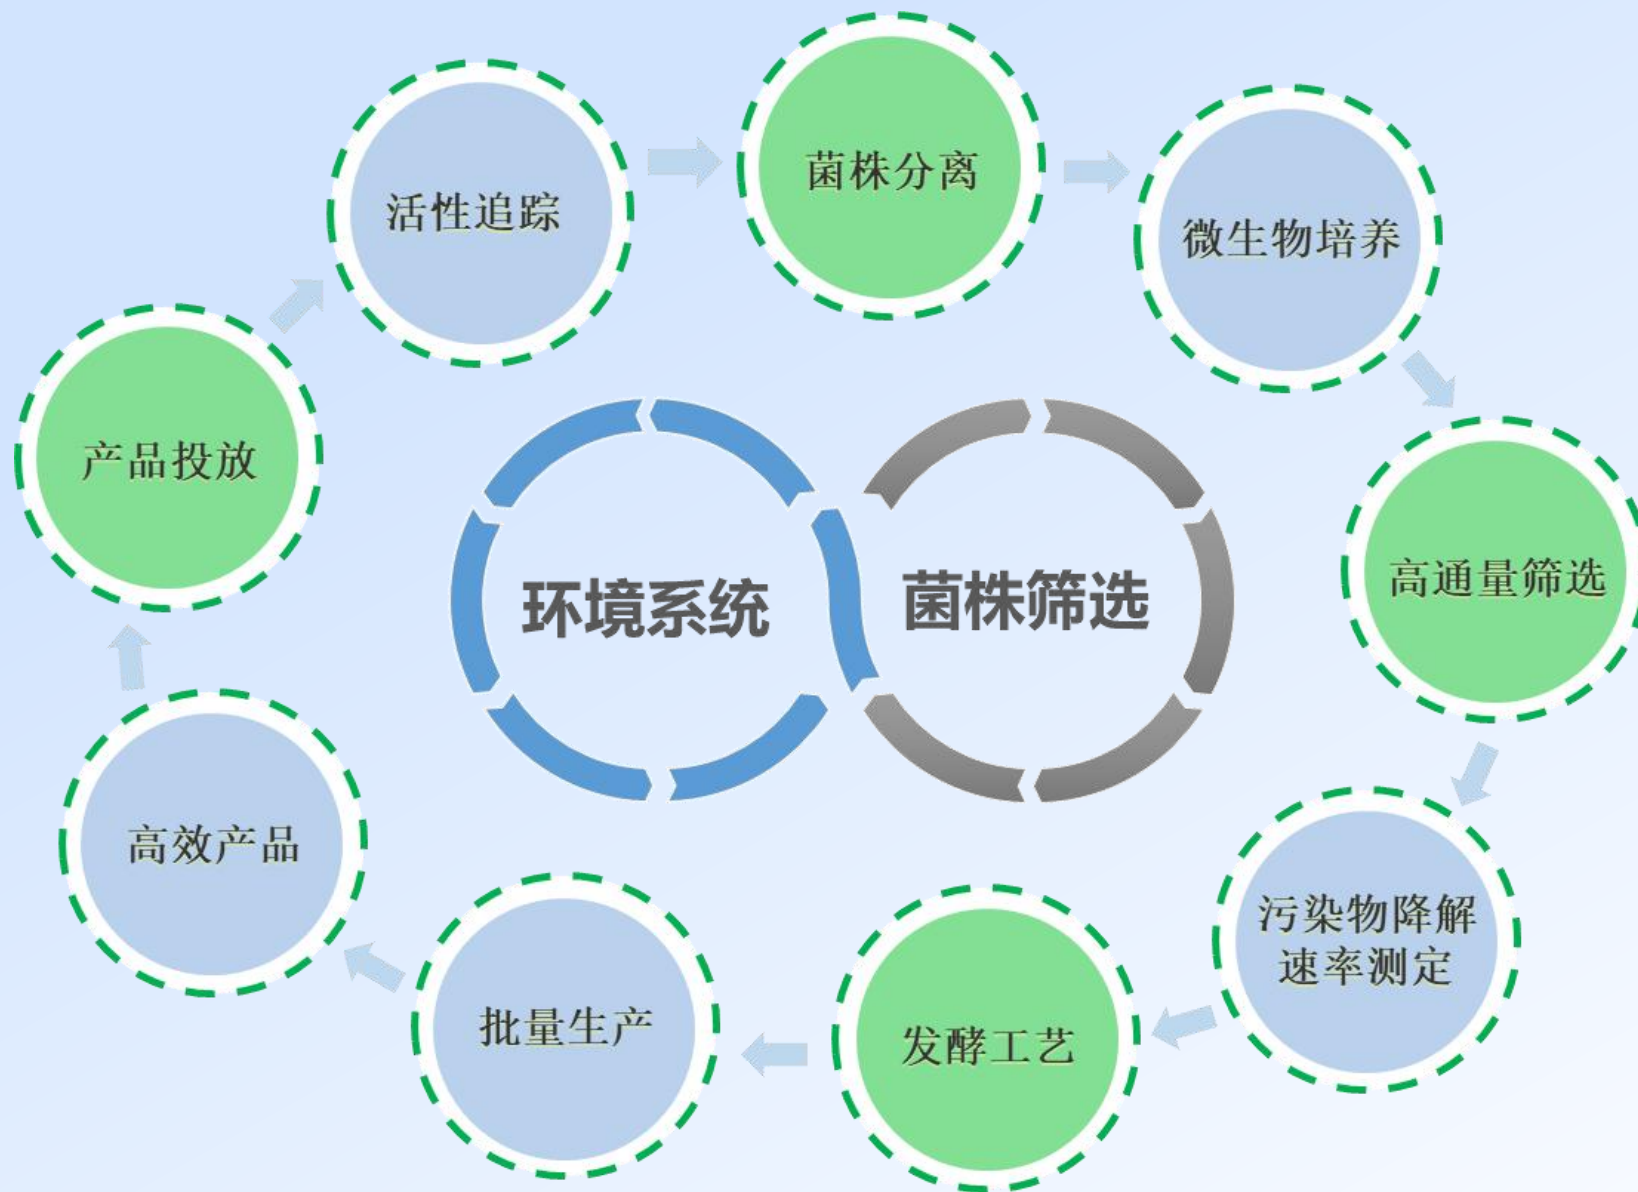 活性追踪
菌株分离
微生物培养
产品投放
高通量筛选
环境系统
菌株筛选
高效产品
污染物降解
速率测定
批量生产
发酵工艺